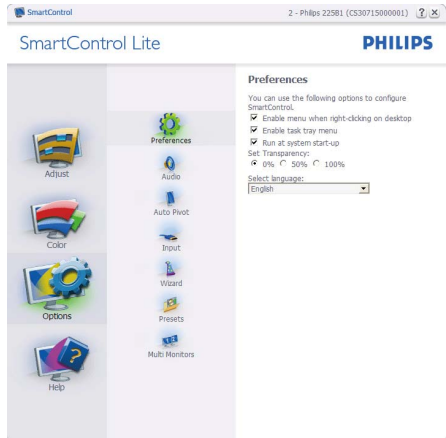 SmartControl
2 - Philips 225B1 (CS30715000001)
? X
SmartControl Lite
PHILIPS
Adjust
Color
Options
Help
Preferences
Audio
Auto Pivot
Input
Wizard
Presets
Multi Monitors
Preferences
You can use the following options to configure
SmartControl.
Enable menu when right-clicking on desktop
Enable task tray menu
Run at system start-up
Set Transparency:
0% 50% 100%
Select language:
English